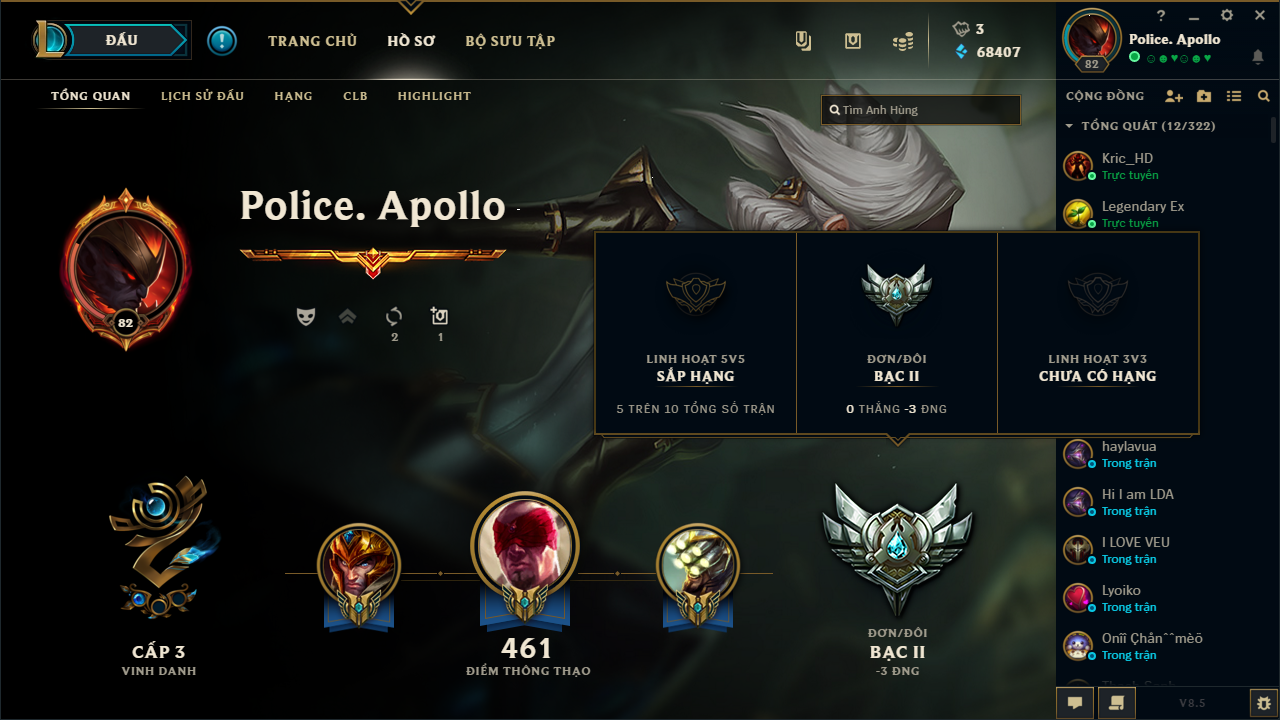 ĐẤU
TRANG CHỦ
HỒ SƠ
BỘ SƯU TẬP
3
68407
?
Police. Apollo
82
TỔNG QUAN
LỊCH SỬ ĐẤU
HẠNG
CLB
HIGHLIGHT
Tìm Anh Hùng
CỘNG ĐỒNG
TỔNG QUÁT (12/322)
Kric_HD
Trực tuyến
Legendary Ex
Trực tuyến
Police. Apollo
82
2
1
LINH HOẠT 5V5
SẮP HẠNG
5 TRÊN 10 TỔNG SỐ TRẬN
ĐƠN/ĐÔI
BẠC II
0 THẮNG -3 ĐNG
LINH HOẠT 3V3
CHƯA CÓ HẠNG
haylavua
Trong trận
Hi I am LDA
Trong trận
I LOVE VEU
Trong trận
Lyoiko
Trong trận
Onîï Çhắnˆˆmèö
Trong trận
CẤP 3
VINH DANH
461
ĐIỂM THÔNG THẠO
ĐƠN/ĐÔI
BẠC II
-3 ĐNG
V8.5